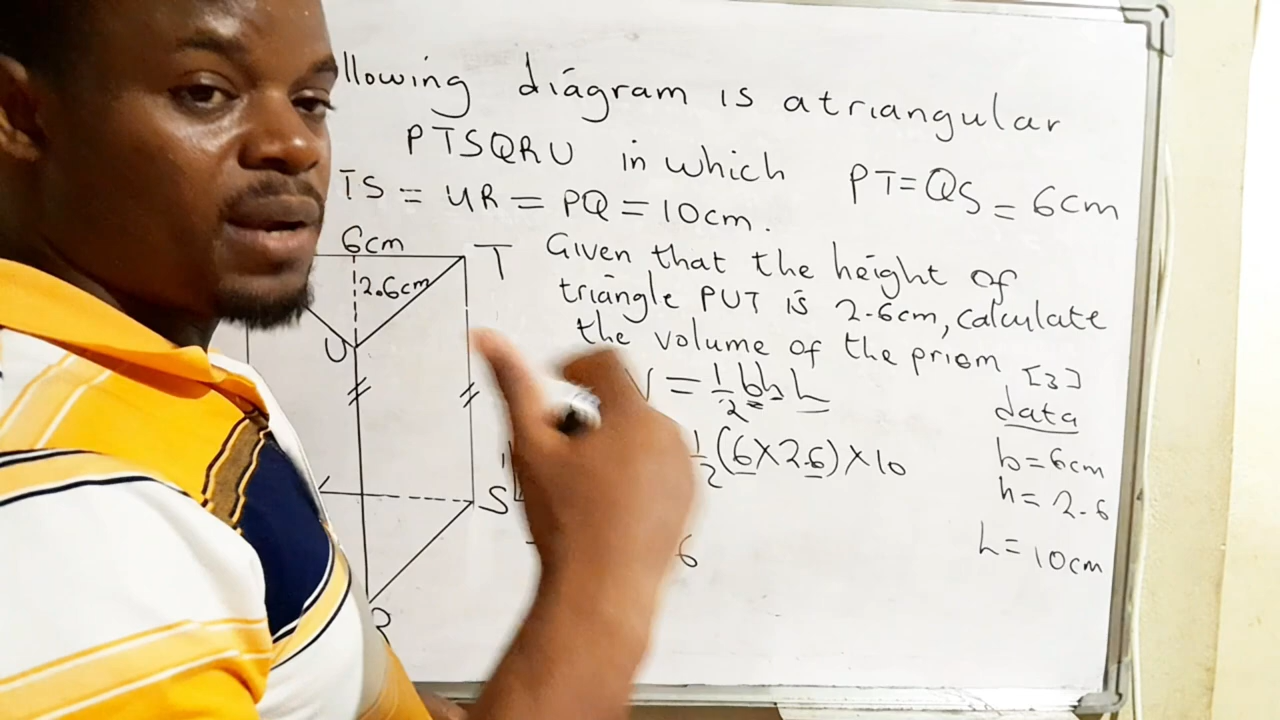 llowing diagram is a triangular
PTSQRU in which PT=QS = 6cm
TS = UR = PQ = 10cm.
6cm
T
2.6cm
U
S
R
Given that the height of
triangle PUT is 2.6cm, calculate
the volume of the prism [3]
V = 1/2 bh L
1/2 (6×2.6)×10
6
data
b=6cm
h=2.6
L=10cm